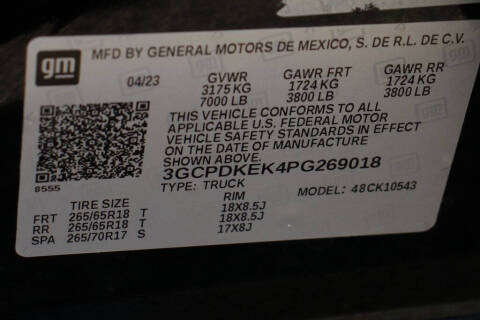 gm
MFD BY GENERAL MOTORS DE MEXICO, S. DE R.L. DE C.V.
04/23 GVWR GAWR FRT GAWR RR
3175 KG 1724 KG 1724 KG
7000 LB 3800 LB 3800 LB
THIS VEHICLE CONFORMS TO ALL
APPLICABLE U.S. FEDERAL MOTOR
VEHICLE SAFETY STANDARDS IN EFFECT
ON THE DATE OF MANUFACTURE
SHOWN ABOVE.
8555 3GCPDKEK4PG269018
TYPE: TRUCK MODEL: 48CK10543
TIRE SIZE RIM
FRT 265/65R18 T 18X8.5J
RR 265/65R18 T 18X8.5J
SPA 265/70R17 S 17X8J